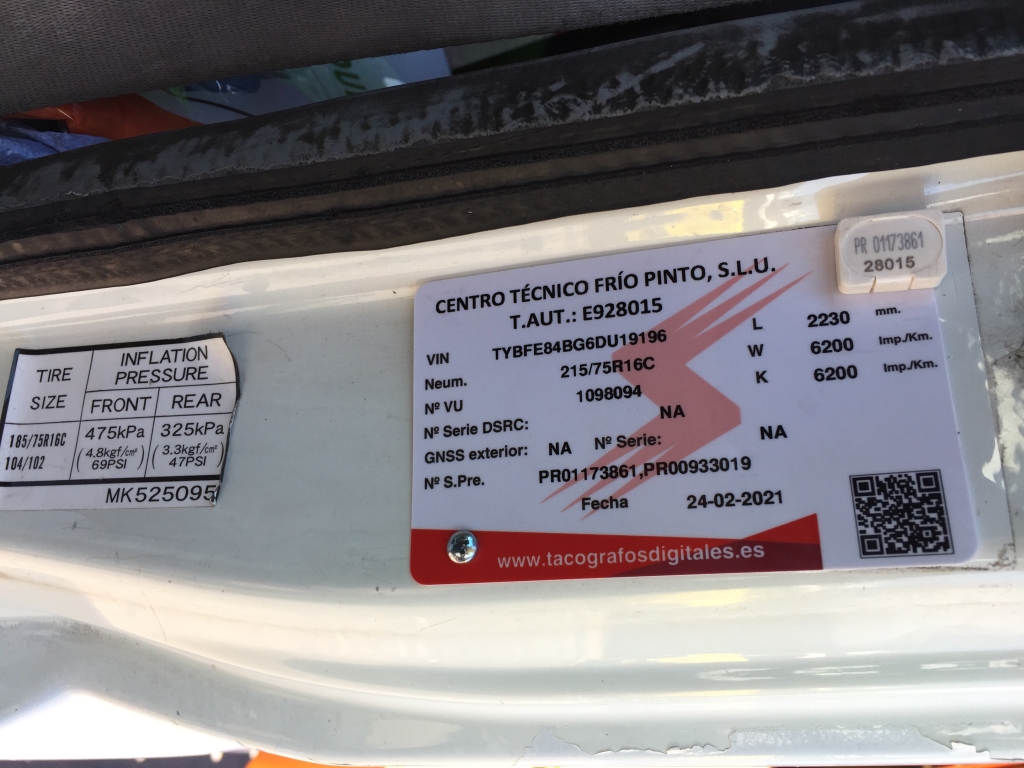 TIRE SIZE
INFLATION PRESSURE
FRONT REAR
185/75R16C
104/102
475kPa
(4.8kgf/cm²
69PSI)
325kPa
(3.3kgf/cm²
47PSI)
MK525095
CENTRO TÉCNICO FRÍO PINTO, S.L.U.
T.AUT.: E928015
VIN TYBFE84BG6DU19196
Neum. 215/75R16C
Nº VU 1098094
Nº Serie DSRC: NA
GNSS exterior: NA Nº Serie: NA
Nº S.Pre. PR01173861,PR00933019
Fecha 24-02-2021
L 2230 mm.
W 6200 Imp./Km.
K 6200 Imp./Km.
www.tacografosdigitales.es
PR 01173861
28015